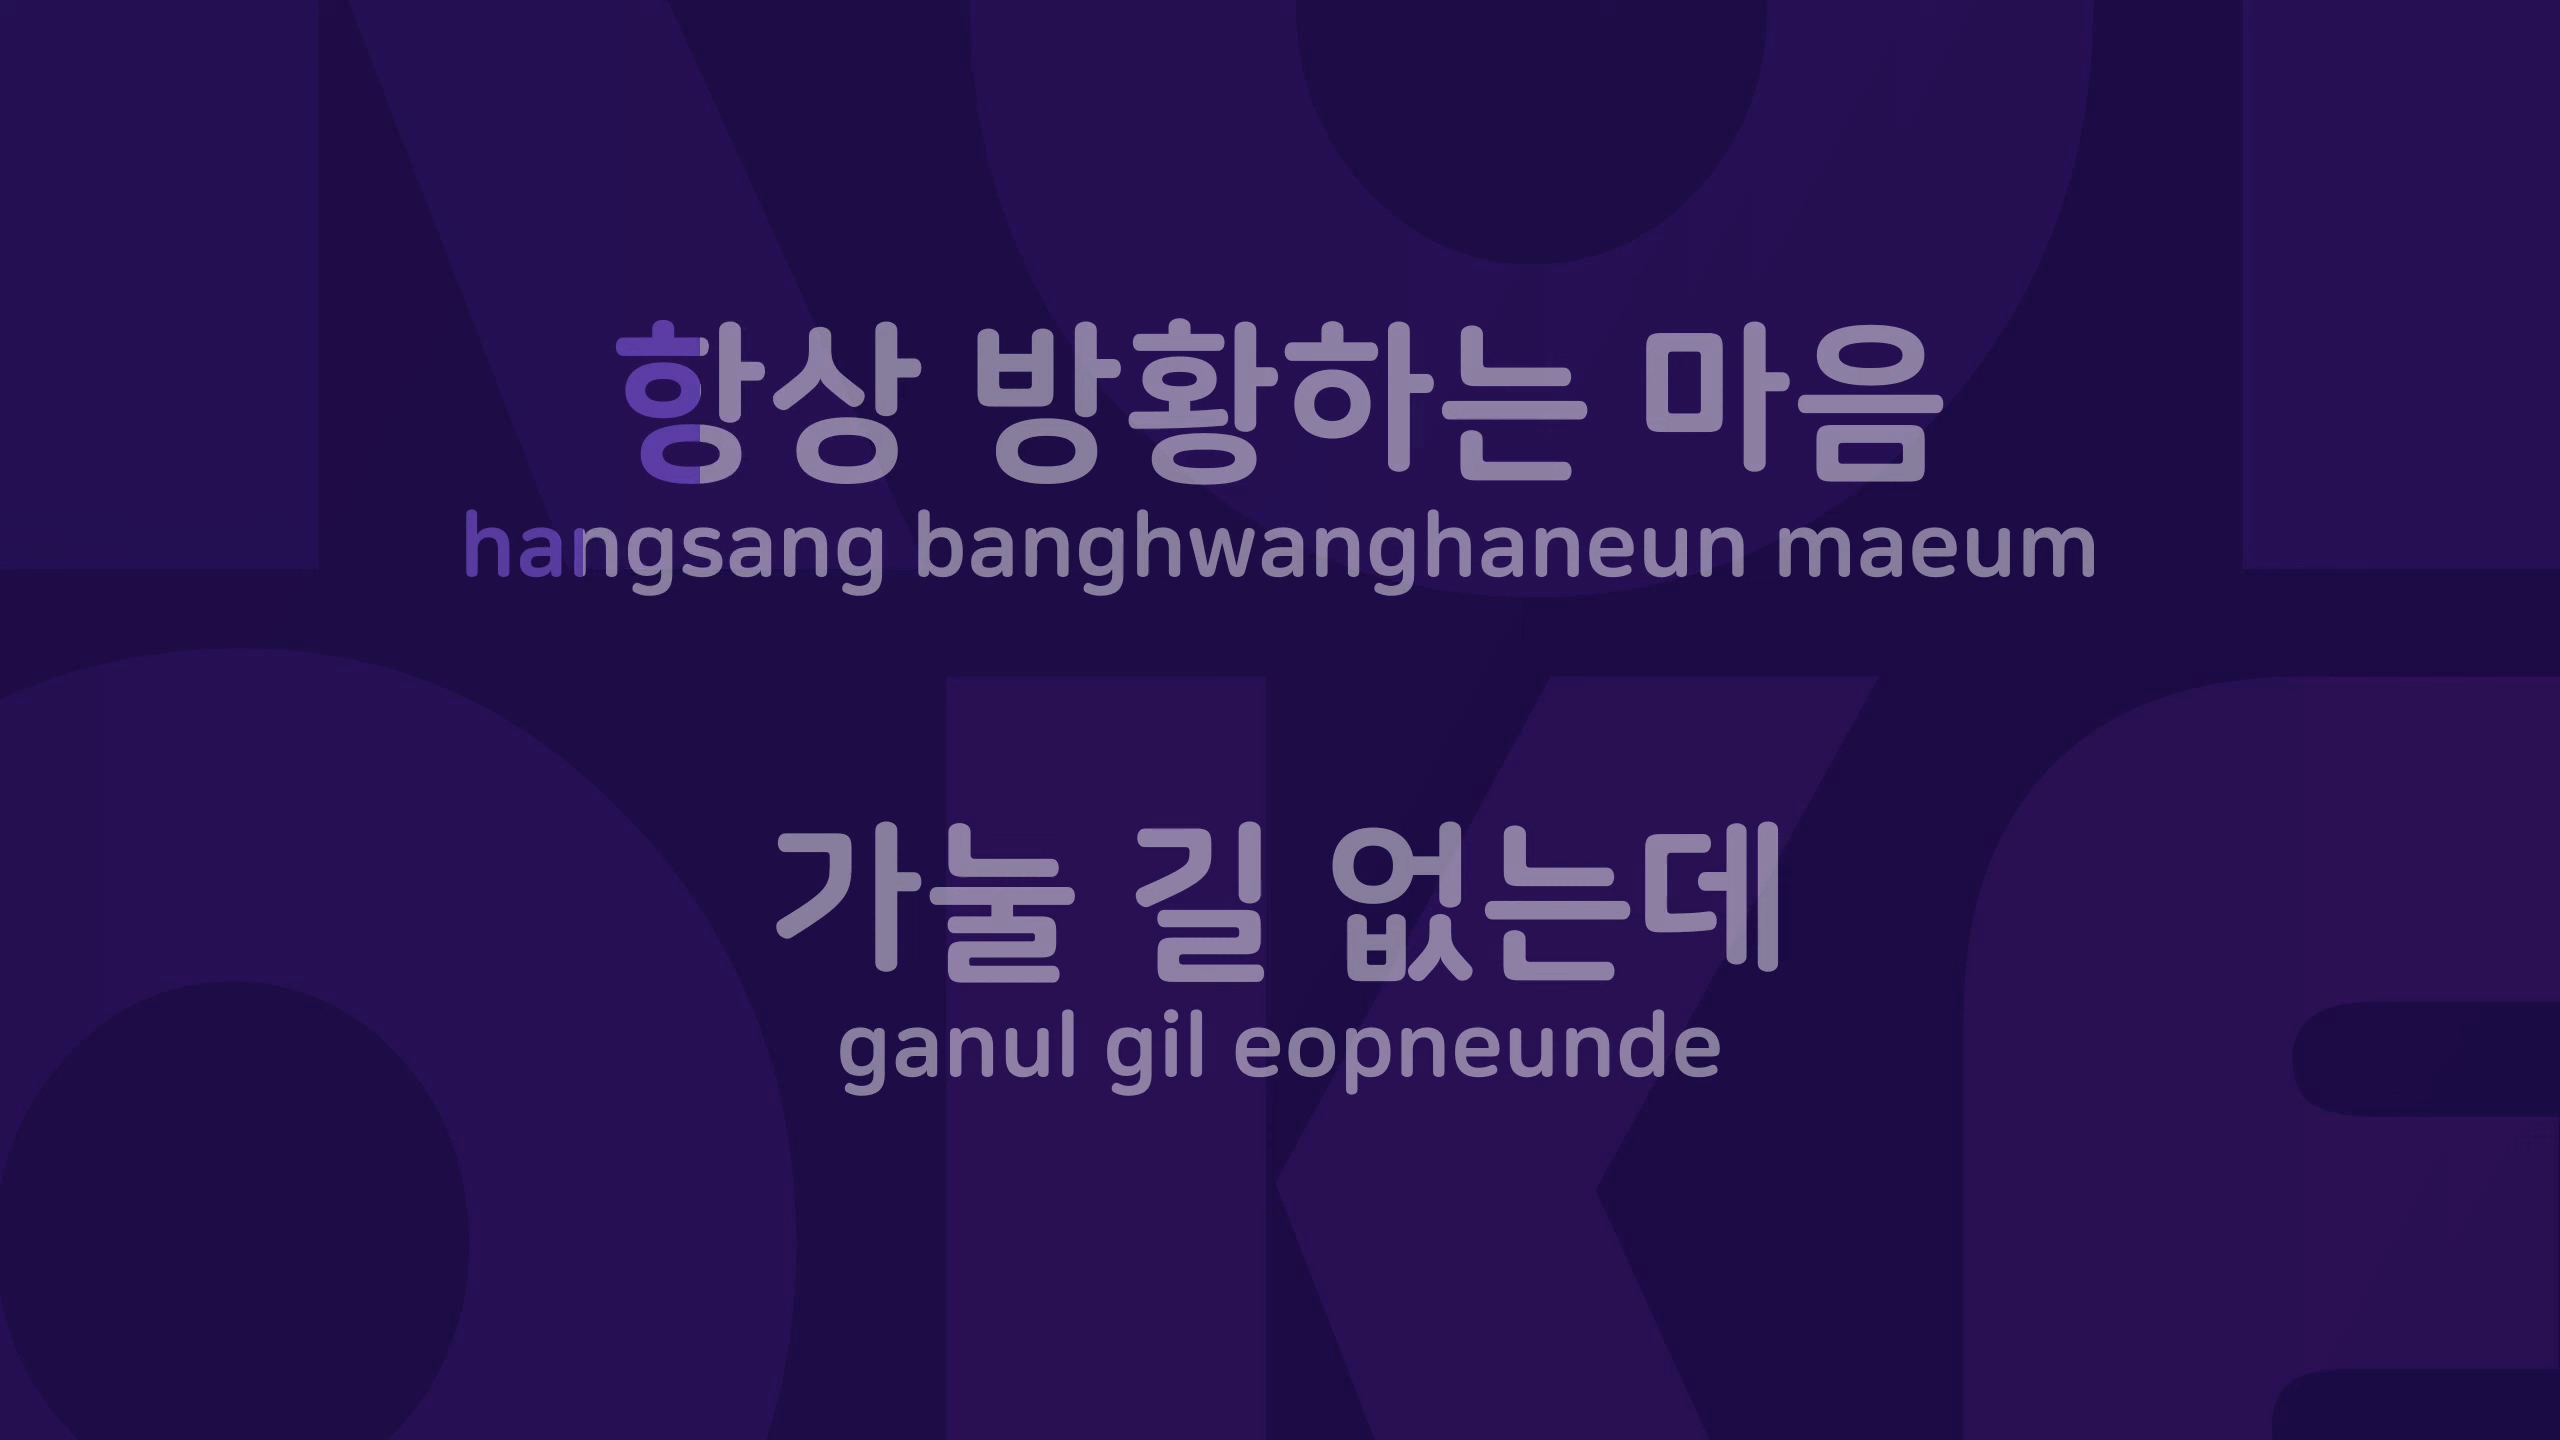 항상 방황하는 마음
hangsang banghwanghaneun maeum
가눌 길 없는데
ganul gil eopneunde